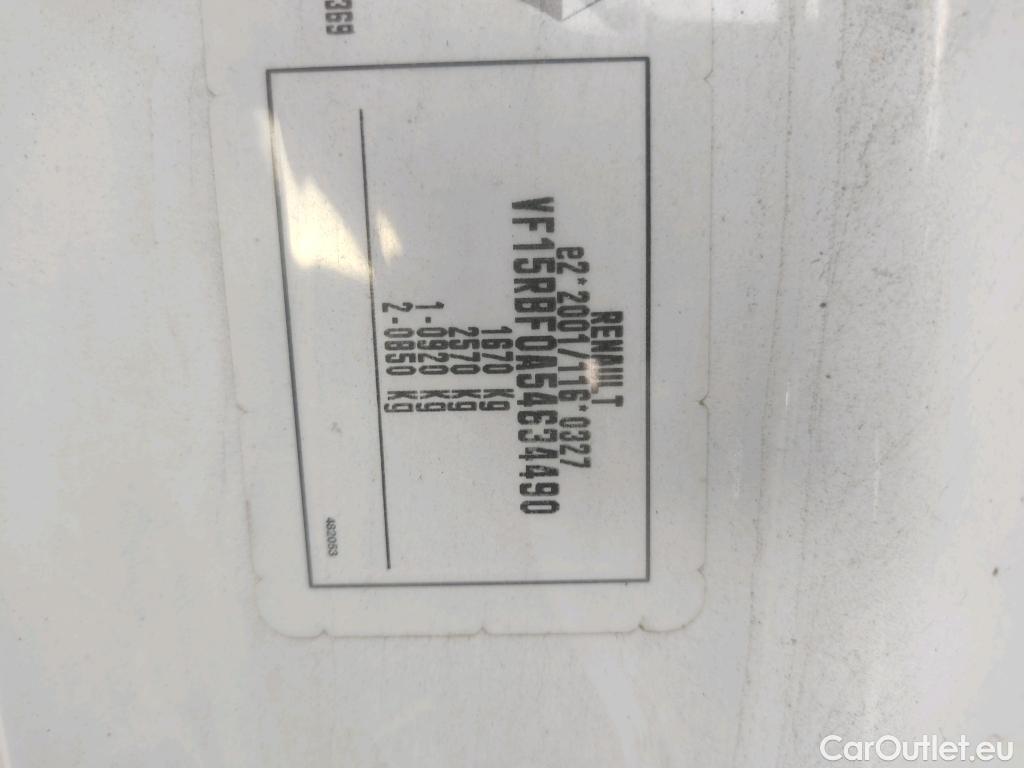 369
RENAULT
e2*2001/116*0327
VF15RBF0A54634490
1670 kg
2570 kg
1-0920 kg
2-0850 kg
482053
CarOutlet.eu